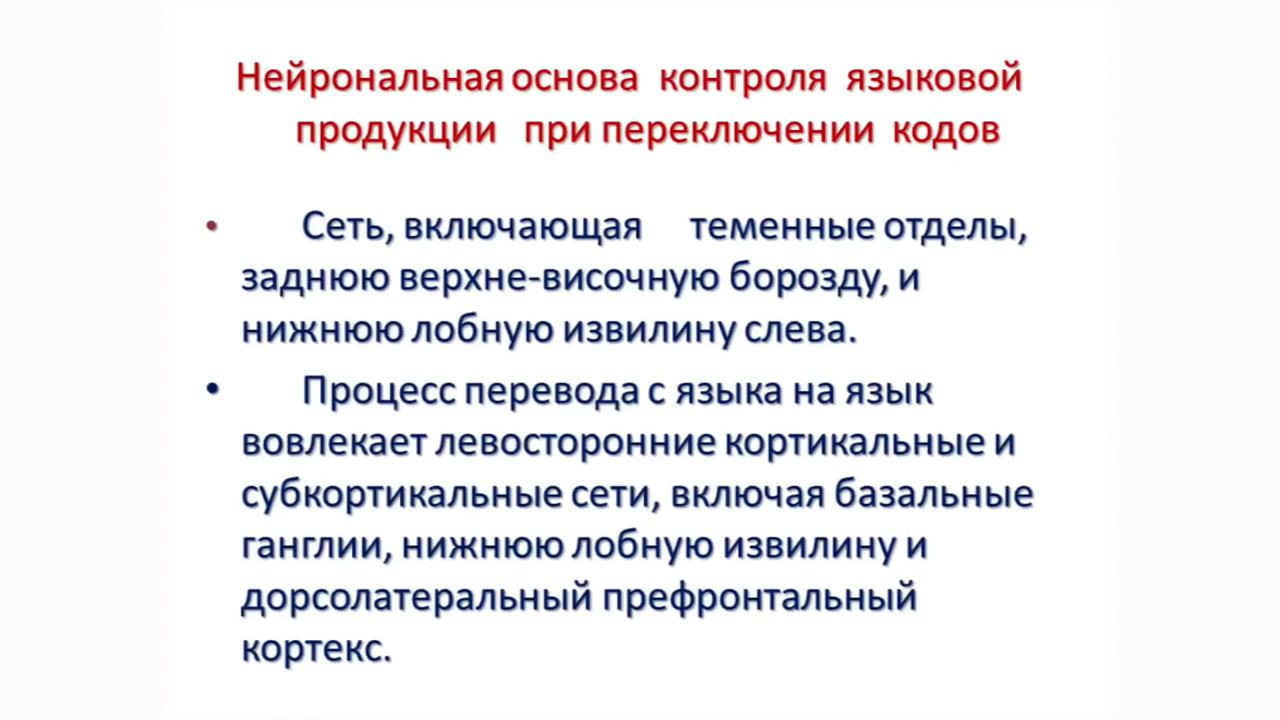 Нейрональная основа контроля языковой
продукции при переключении кодов
• Сеть, включающая теменные отделы,
заднюю верхне-височную борозду, и
нижнюю лобную извилину слева.
• Процесс перевода с языка на язык
вовлекает левосторонние кортикальные и
субкортикальные сети, включая базальные
ганглии, нижнюю лобную извилину и
дорсолатеральный префронтальный
кортекс.